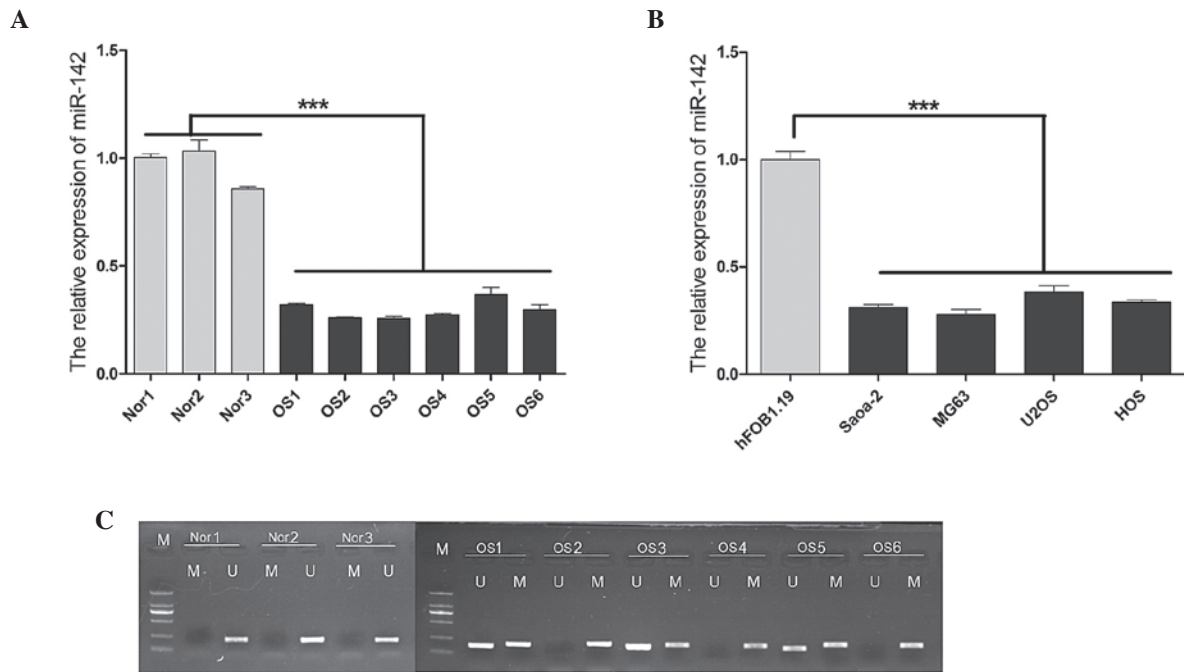 A
The relative expression of miR-142
1.5
1.0
0.5
0.0
***
Nor1
Nor2
Nor3
OS1
OS2
OS3
OS4
OS5
OS6
B
The relative expression of miR-142
1.5
1.0
0.5
0.0
***
hFOB1.19
Saoa-2
MG63
U2OS
HOS
C
M Nor1 Nor2 Nor3 M OS1 OS2 OS3 OS4 OS5 OS6
M U M U M U U M U M U M U M U M U M